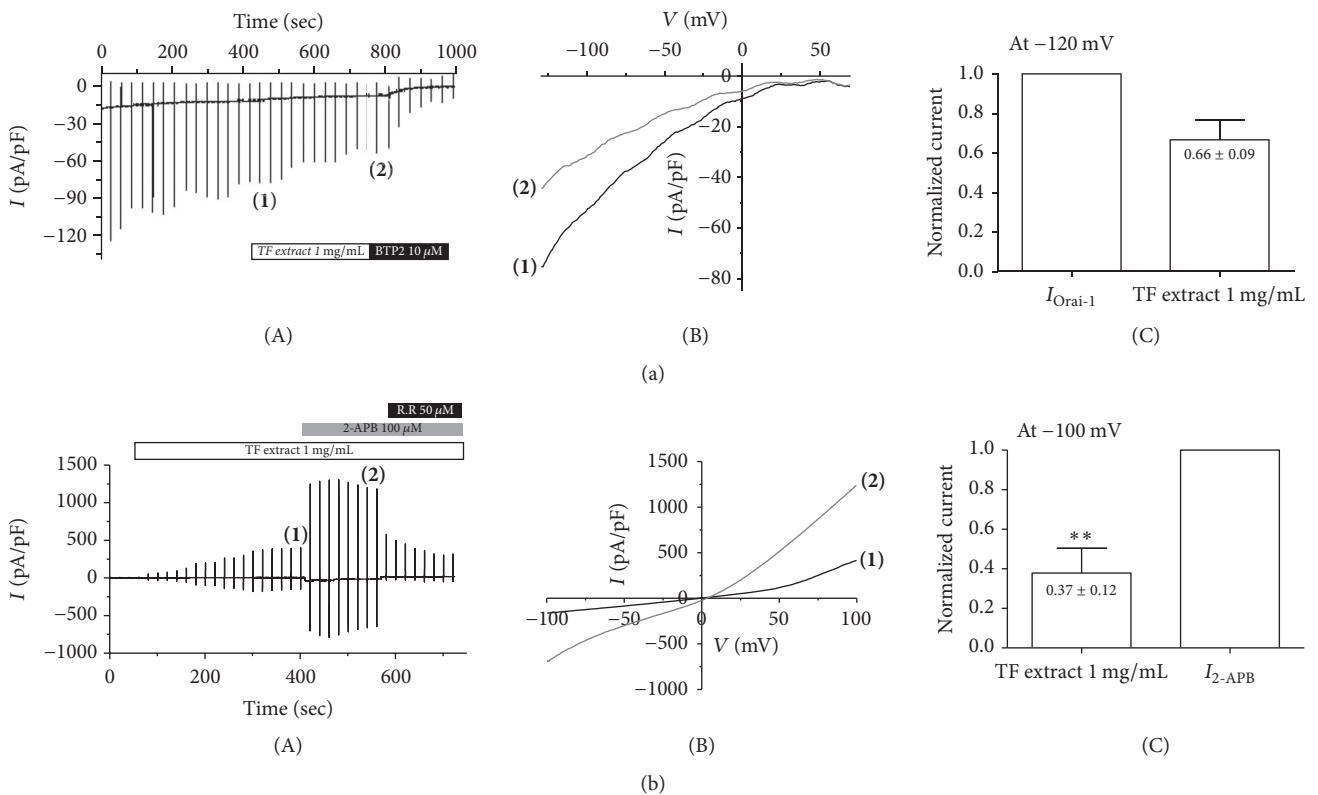 Time (sec)
0 200 400 600 800 1000
0
−30
−60
−90
−120
I (pA/pF)
(1)
(2)
TF extract 1 mg/mL
BTP2 10 μM
(A)
V (mV)
−100 −50 0 50
0
−20
−40
−60
−80
I (pA/pF)
(2)
(1)
(B)
At −120 mV
1.0
0.8
0.6
0.4
0.2
0.0
Normalized current
0.66 ± 0.09
I Orai-1
TF extract 1 mg/mL
(C)
(a)
R.R 50 μM
2-APB 100 μM
TF extract 1 mg/mL
1500
1000
500
0
−500
−1000
I (pA/pF)
(1)
(2)
0 200 400 600
Time (sec)
(A)
1500
1000
500
0
−500
−1000
I (pA/pF)
(2)
(1)
−100 −50 0 50 100
V (mV)
(B)
At −100 mV
1.0
0.8
0.6
0.4
0.2
0.0
Normalized current
**
0.37 ± 0.12
TF extract 1 mg/mL
I 2-APB
(C)
(b)